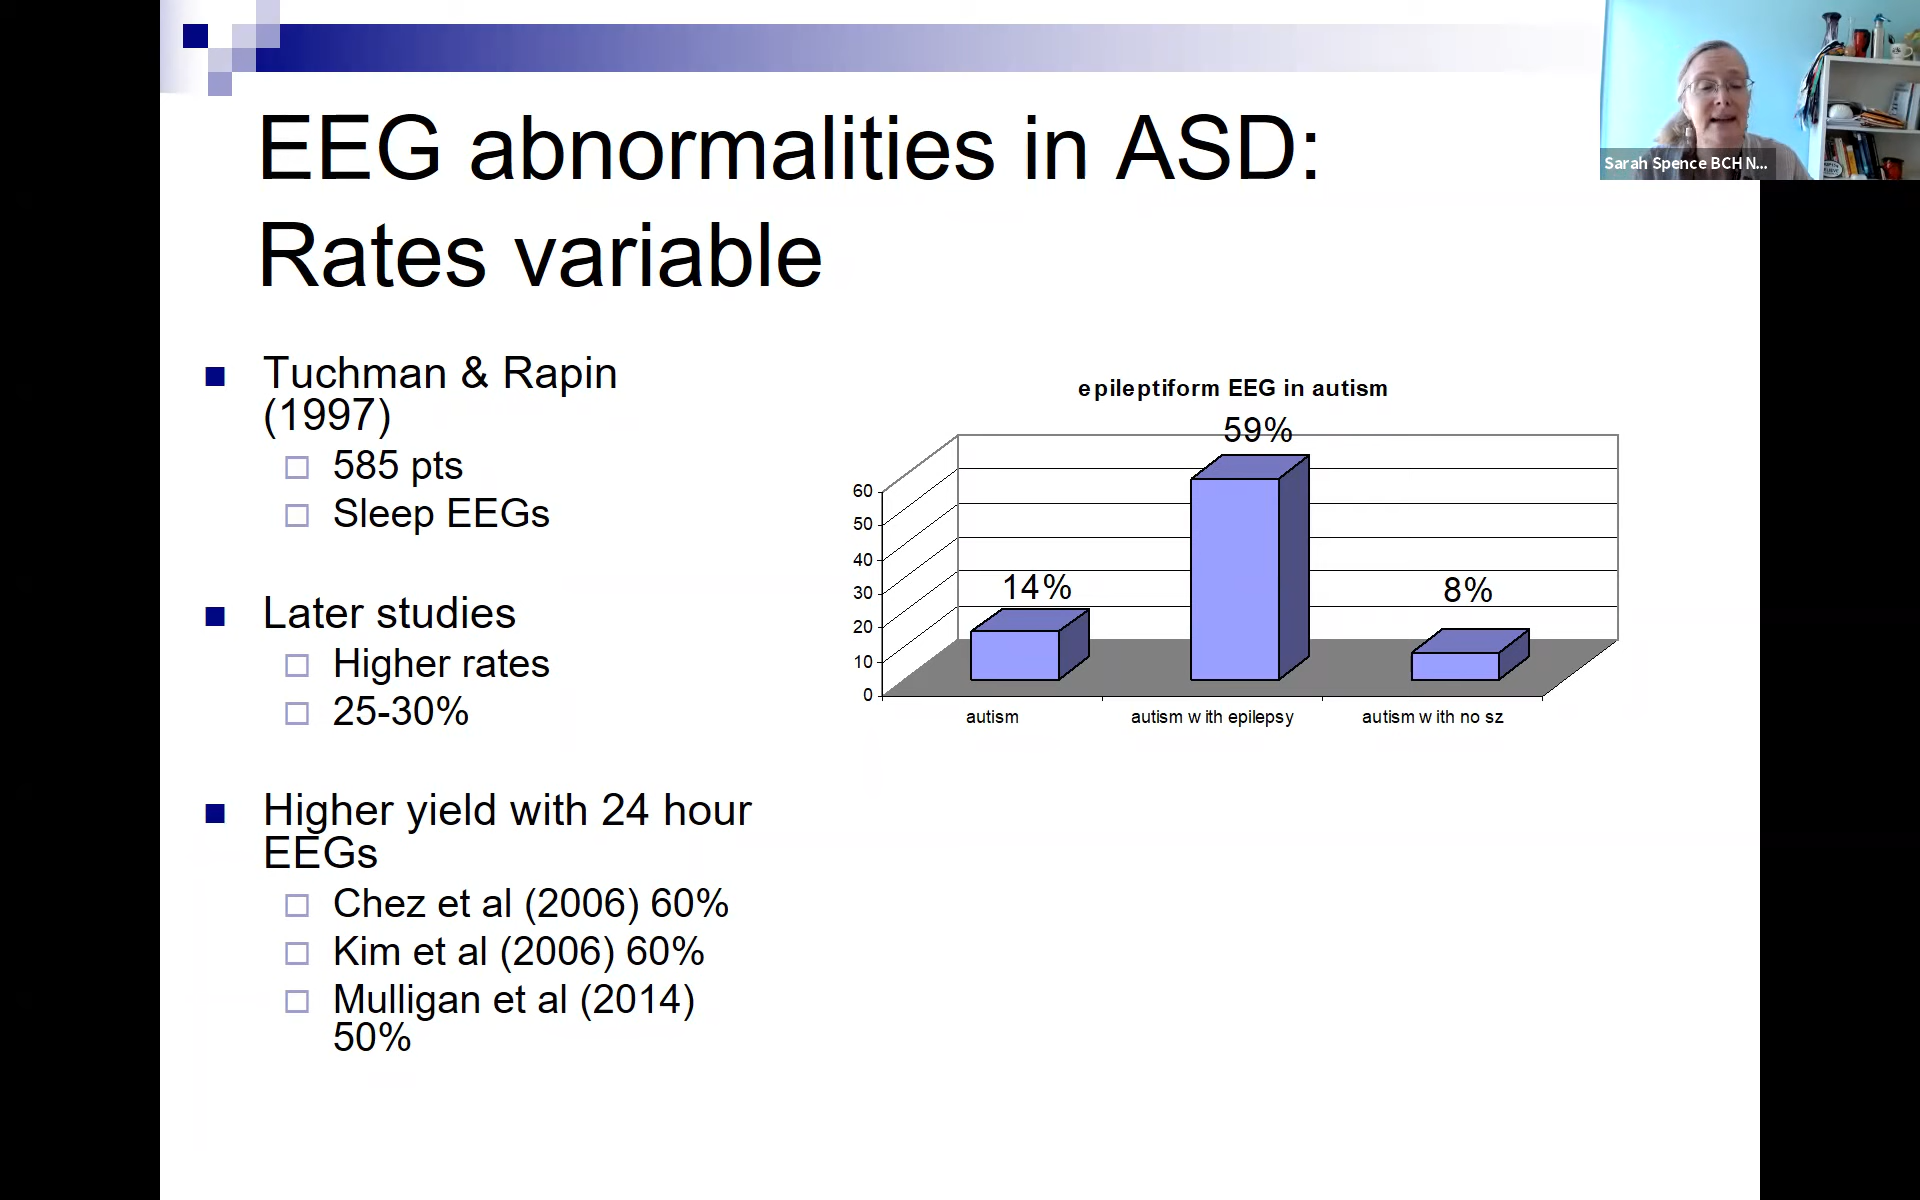 Sarah Spence BCH N...
EEG abnormalities in ASD:
Rates variable
Tuchman & Rapin
(1997)
585 pts
Sleep EEGs
Later studies
Higher rates
25-30%
Higher yield with 24 hour
EEGs
Chez et al (2006) 60%
Kim et al (2006) 60%
Mulligan et al (2014)
50%
epileptiform EEG in autism
59%
14%
8%
60
50
40
30
20
10
0
autism
autism with epilepsy
autism with no sz